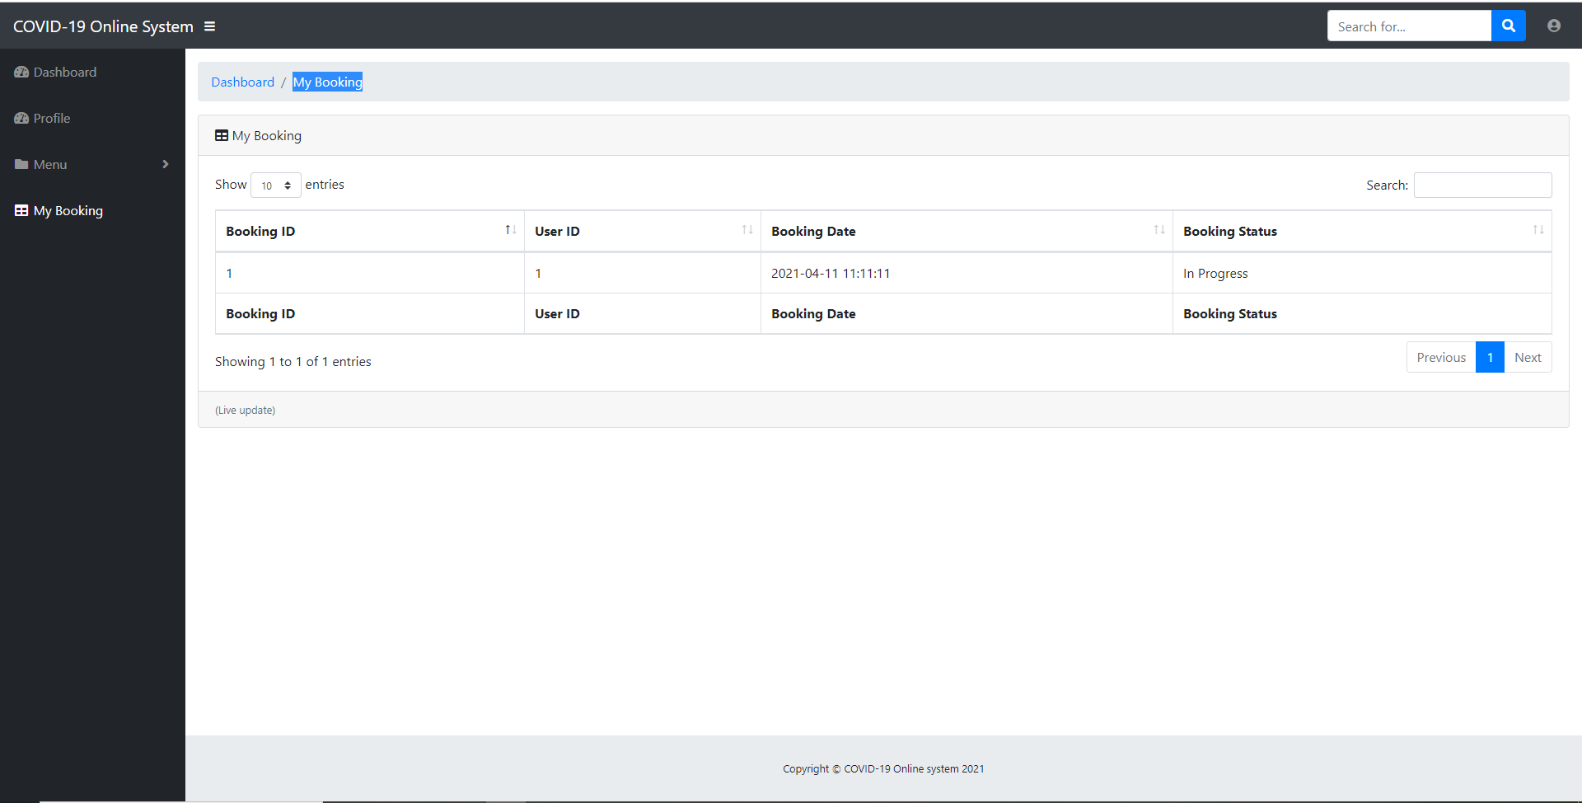 COVID-19 Online System
Search for...
Dashboard
Profile
Menu
My Booking
Dashboard / My Booking
My Booking
Show 10 entries
Search:
Booking ID User ID Booking Date Booking Status
1 1 2021-04-11 11:11:11 In Progress
Booking ID User ID Booking Date Booking Status
Showing 1 to 1 of 1 entries
Previous 1 Next
(Live update)
Copyright © COVID-19 Online system 2021